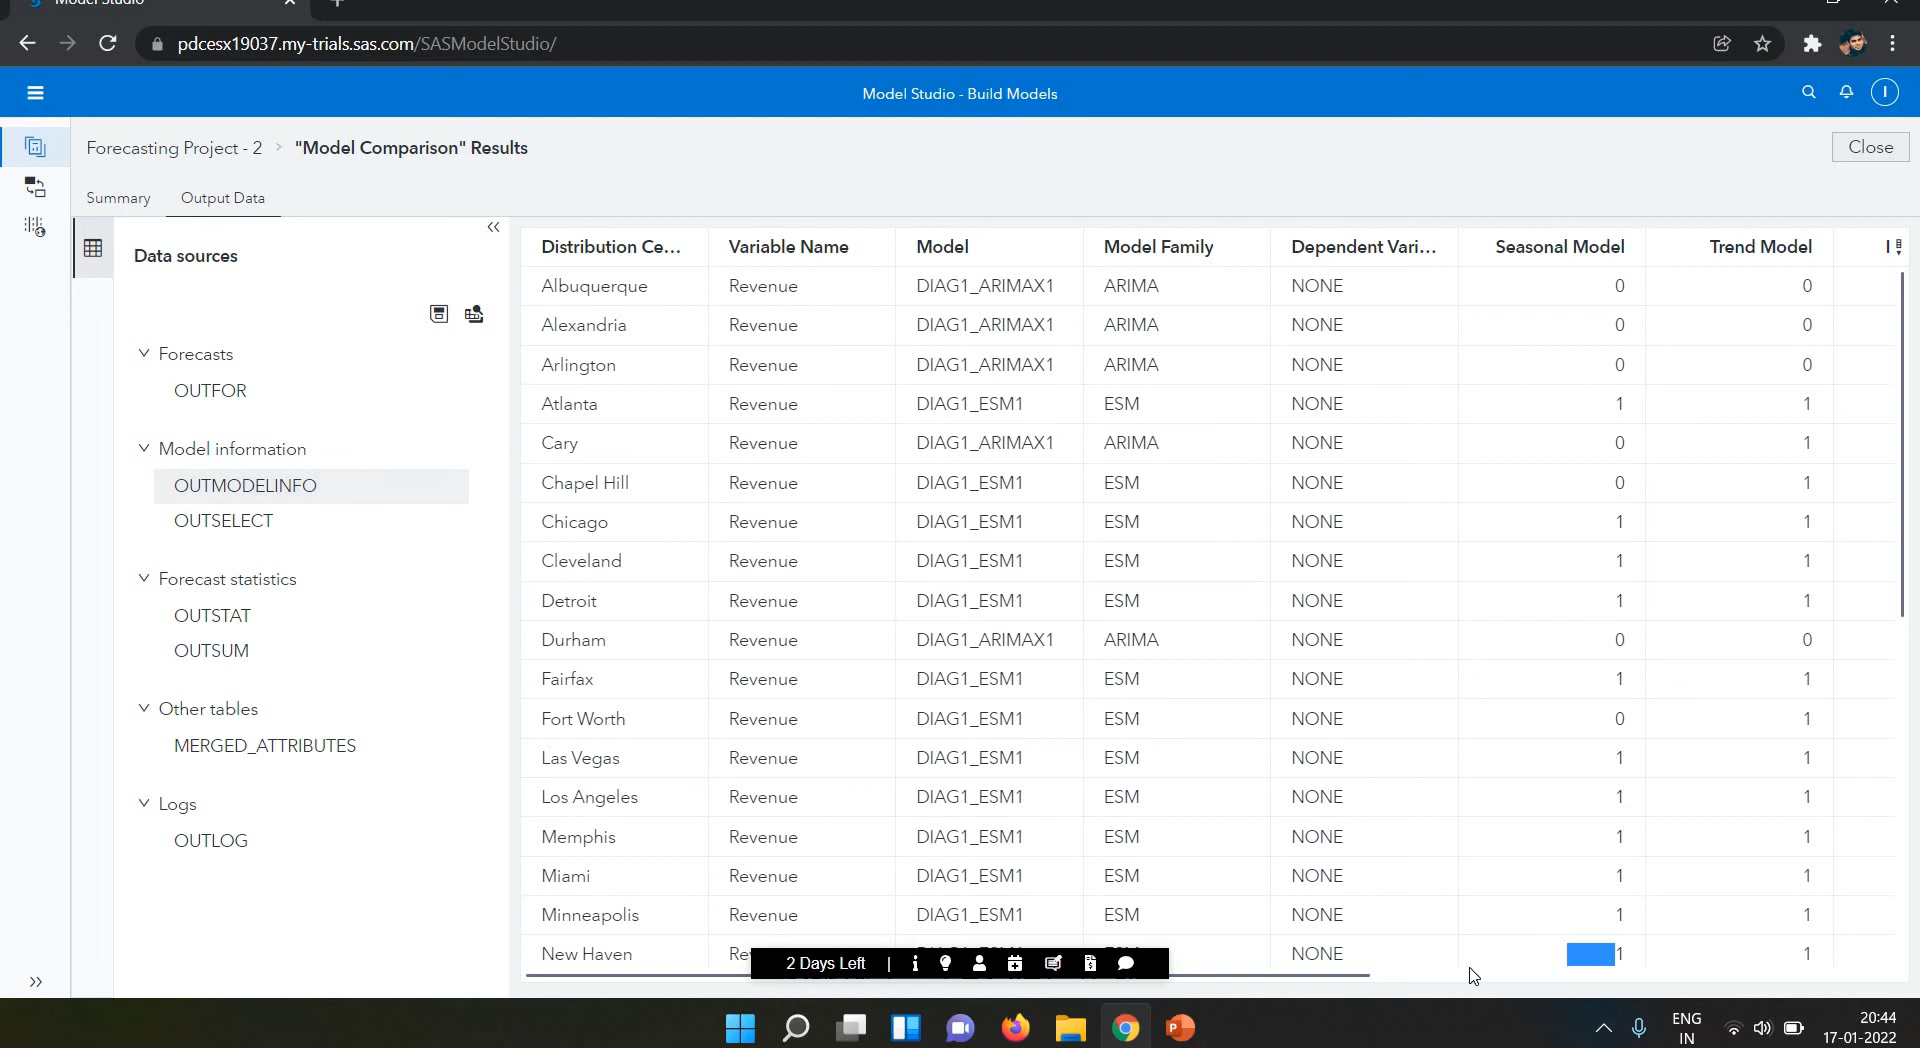 Model Studio
pdcesx19037.my-trials.sas.com/SASModelStudio/
Model Studio - Build Models
I
Forecasting Project - 2 > "Model Comparison" Results
Close
Summary Output Data
Data sources
Forecasts
OUTFOR
Model information
OUTMODELINFO
OUTSELECT
Forecast statistics
OUTSTAT
OUTSUM
Other tables
MERGED_ATTRIBUTES
Logs
OUTLOG
Distribution Ce... Variable Name Model Model Family Dependent Vari... Seasonal Model Trend Model
Albuquerque Revenue DIAG1_ARIMAX1 ARIMA NONE 0 0
Alexandria Revenue DIAG1_ARIMAX1 ARIMA NONE 0 0
Arlington Revenue DIAG1_ARIMAX1 ARIMA NONE 0 0
Atlanta Revenue DIAG1_ESM1 ESM NONE 1 1
Cary Revenue DIAG1_ARIMAX1 ARIMA NONE 0 1
Chapel Hill Revenue DIAG1_ESM1 ESM NONE 0 1
Chicago Revenue DIAG1_ESM1 ESM NONE 1 1
Cleveland Revenue DIAG1_ESM1 ESM NONE 1 1
Detroit Revenue DIAG1_ESM1 ESM NONE 1 1
Durham Revenue DIAG1_ARIMAX1 ARIMA NONE 0 0
Fairfax Revenue DIAG1_ESM1 ESM NONE 1 1
Fort Worth Revenue DIAG1_ESM1 ESM NONE 0 1
Las Vegas Revenue DIAG1_ESM1 ESM NONE 1 1
Los Angeles Revenue DIAG1_ESM1 ESM NONE 1 1
Memphis Revenue DIAG1_ESM1 ESM NONE 1 1
Miami Revenue DIAG1_ESM1 ESM NONE 1 1
Minneapolis Revenue DIAG1_ESM1 ESM NONE 1 1
New Haven NONE 1 1
2 Days Left |
ENG
IN
20:44
17-01-2022